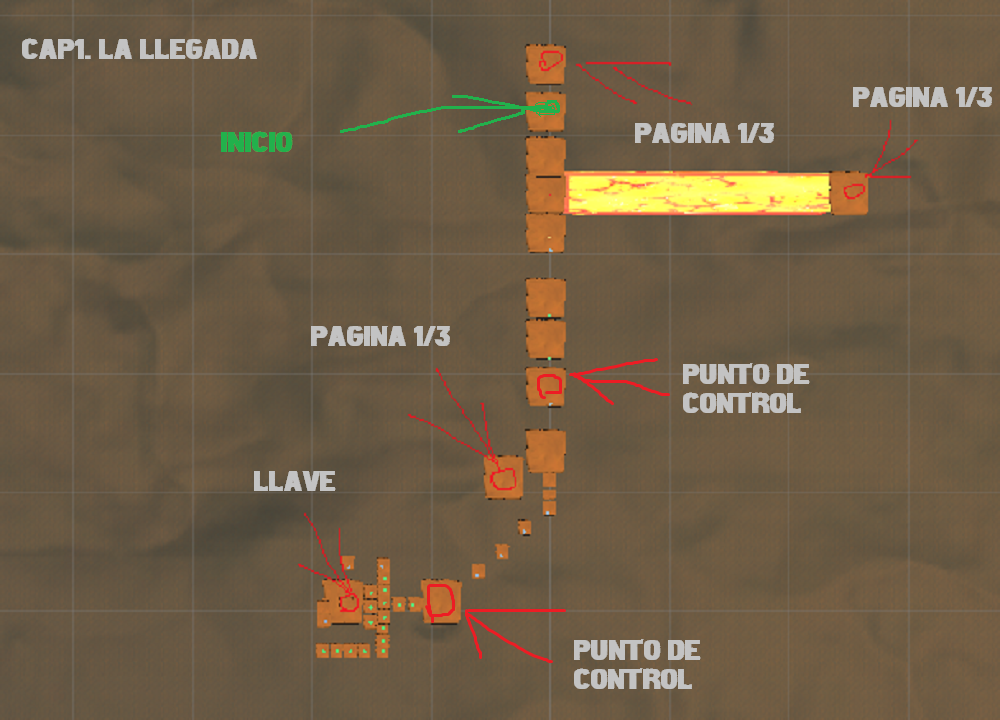 CAP1. LA LLEGADA
PAGINA 1/3
PAGINA 1/3
INICIO
PAGINA 1/3
PUNTO DE
CONTROL
LLAVE
PUNTO DE
CONTROL